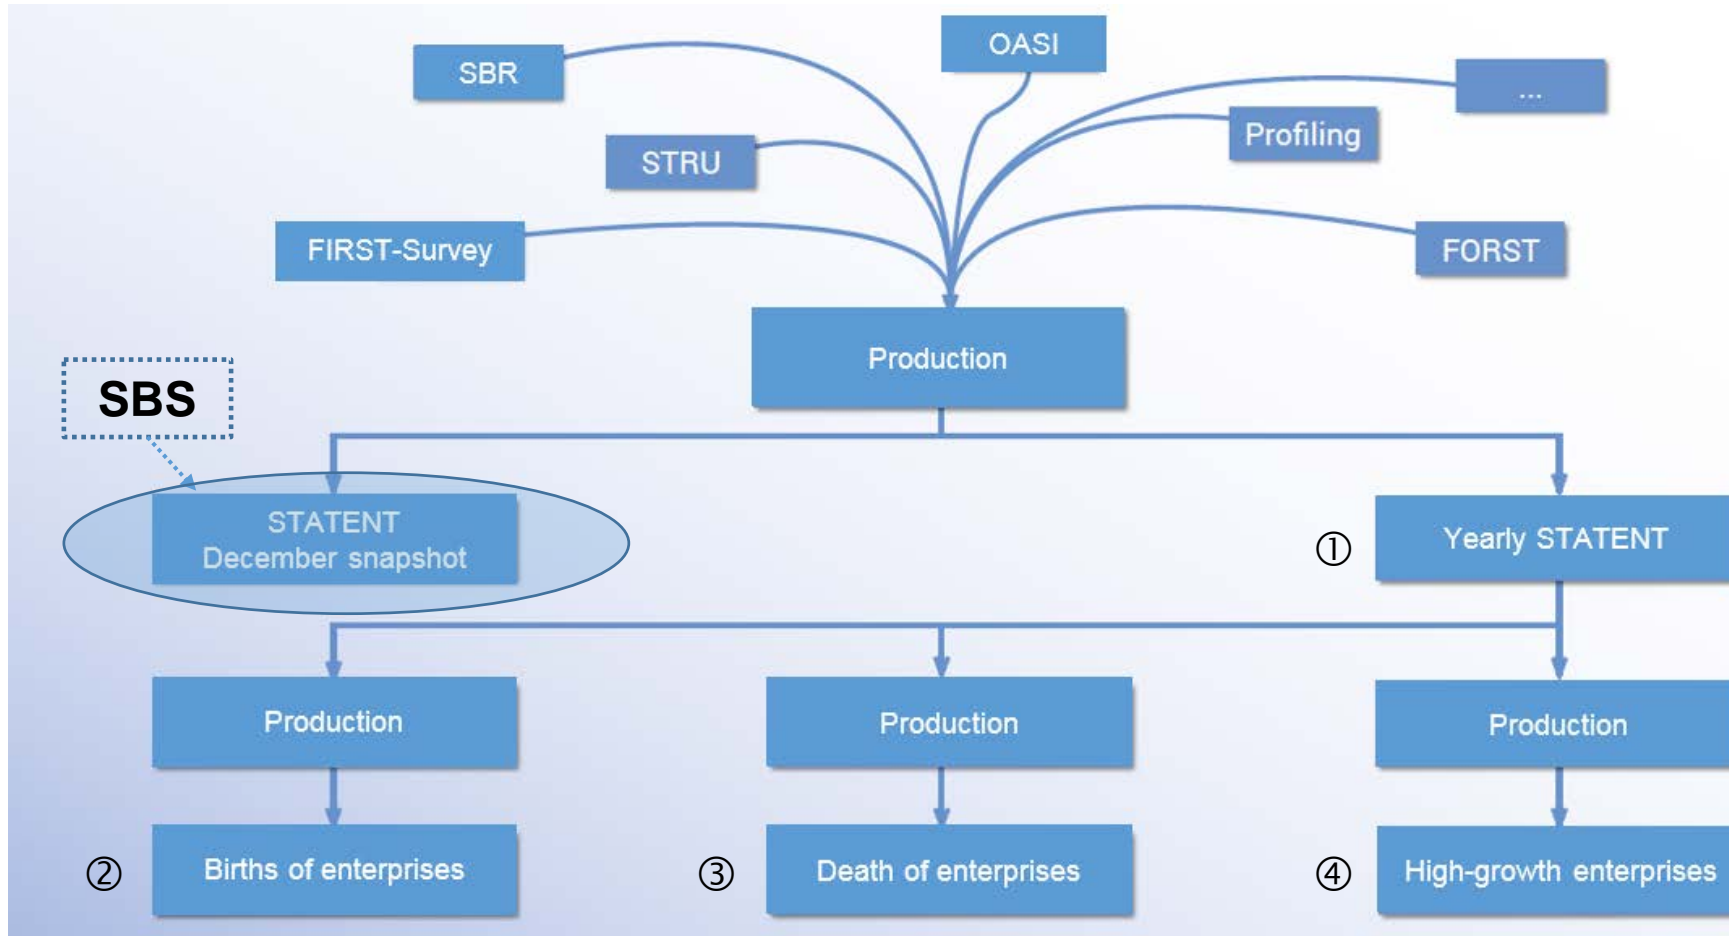 OASI
SBR
...
Profiling
STRU
FIRST-Survey
FORST
Production
SBS
STATENT
December snapshot
①
Yearly STATENT
Production
Production
Production
②
Births of enterprises
③
Death of enterprises
④
High-growth enterprises